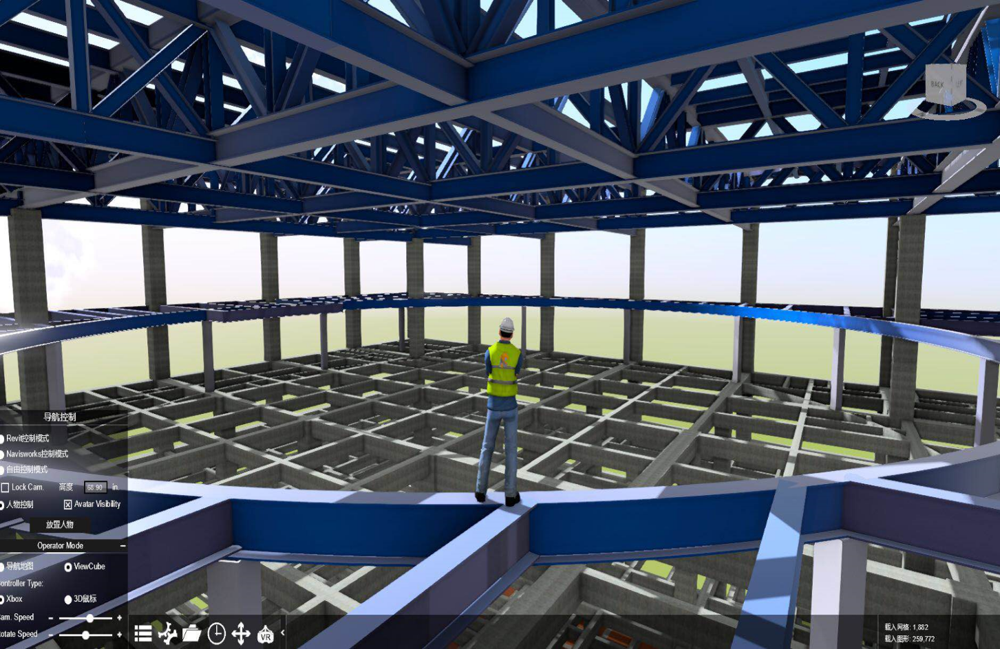 BACK
导航控制
Revit控制模式
Navisworks控制模式
自由控制模式
Lock Cam. 高度 68.90 in.
人物控制 Avatar Visibility
放置人物
Operator Mode
导航地图 ViewCube
ontroller Type:
Xbox 3D鼠标
am. Speed - +
otate Speed - +
VR
载入网格: 1,882
载入图形: 259,772